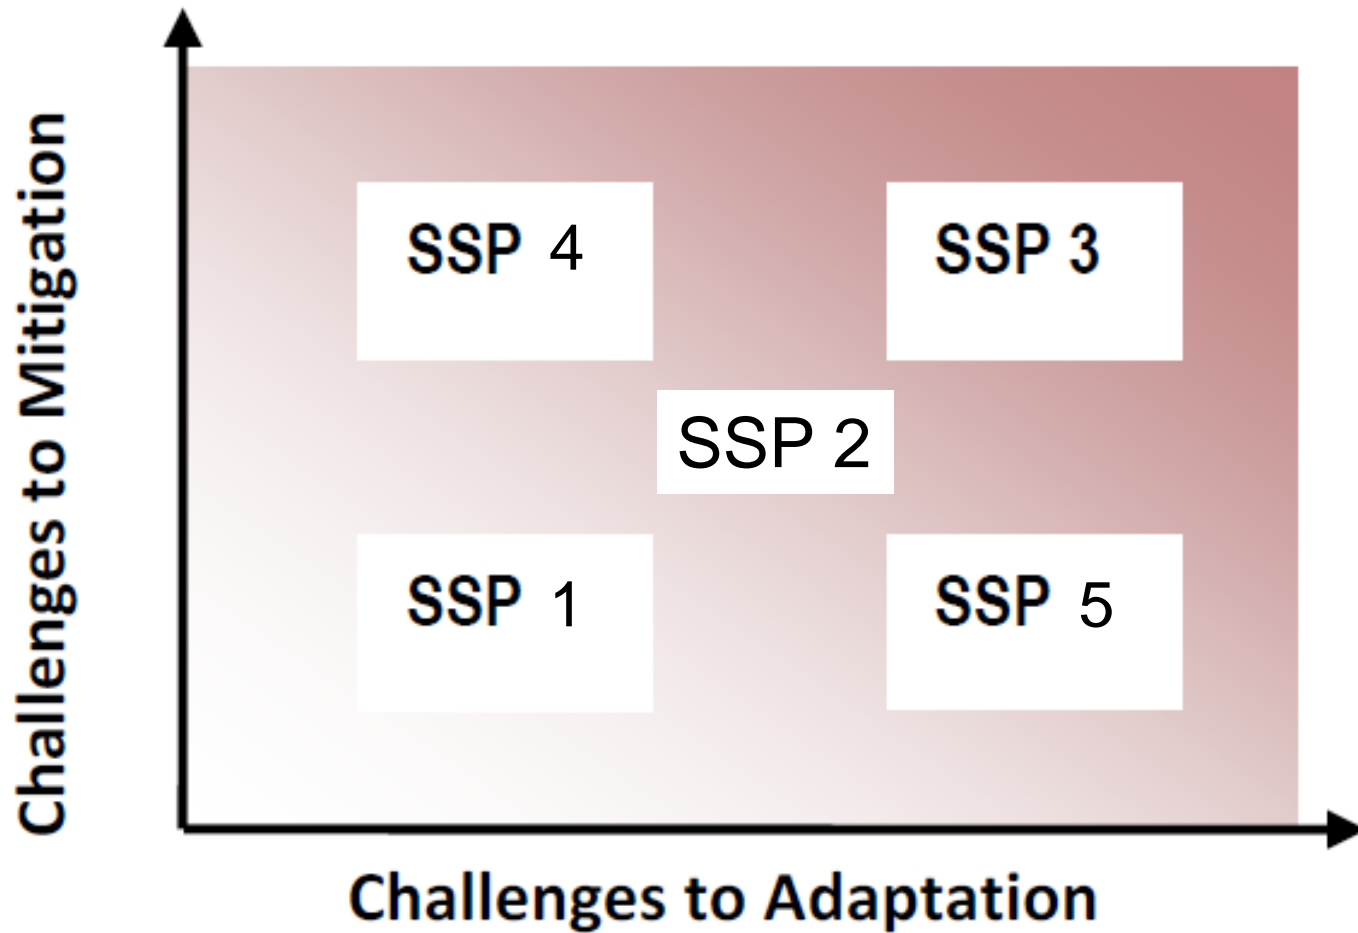 Challenges to Mitigation
SSP 4
SSP 3
SSP 2
SSP 1
SSP 5
Challenges to Adaptation